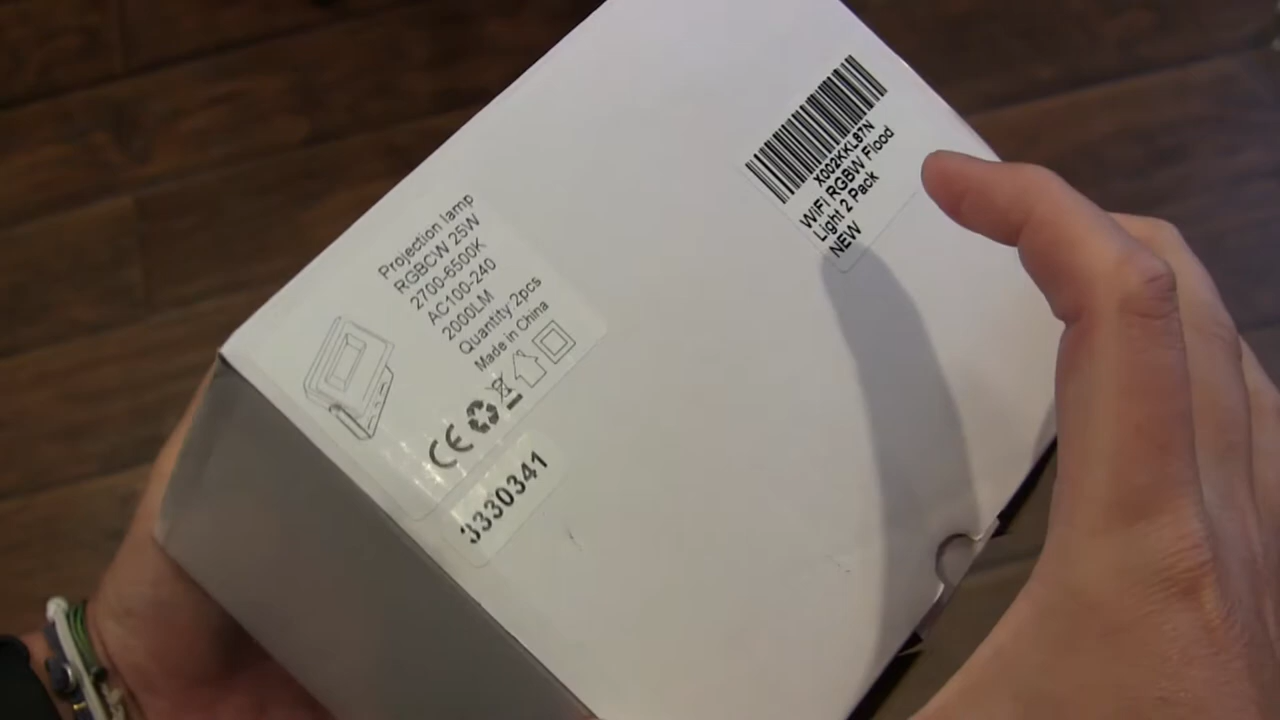 Projection lamp
RGBCW 25W
2700-6500K
AC100-240
2000LM
Quantity 2pcs
Made in China
CE
3330341
X002KKL87N
WiFi RGBW Flood
Light 2 Pack
NEW